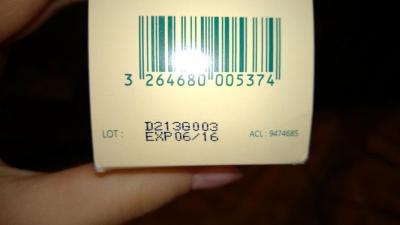 3 264680 005374
LOT : D213G003 ACL : 9474685
EXP06/16